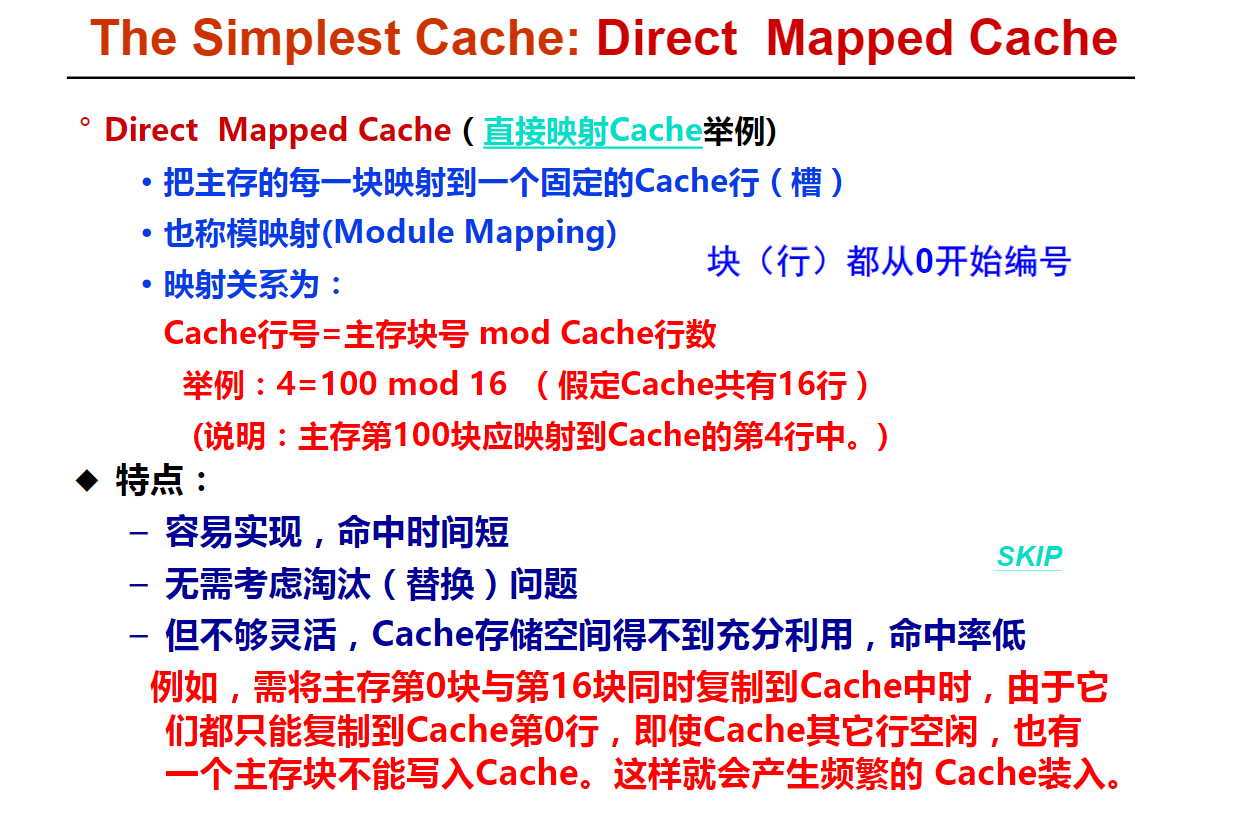 The Simplest Cache: Direct Mapped Cache
° Direct Mapped Cache（直接映射Cache举例)
• 把主存的每一块映射到一个固定的Cache行（槽）
• 也称模映射(Module Mapping)
块（行）都从0开始编号
• 映射关系为：
Cache行号=主存块号 mod Cache行数
举例：4=100 mod 16 （假定Cache共有16行）
(说明：主存第100块应映射到Cache的第4行中。)
◆ 特点：
– 容易实现，命中时间短
SKIP
– 无需考虑淘汰（替换）问题
– 但不够灵活，Cache存储空间得不到充分利用，命中率低
例如，需将主存第0块与第16块同时复制到Cache中时，由于它
们都只能复制到Cache第0行，即使Cache其它行空闲，也有
一个主存块不能写入Cache。这样就会产生频繁的 Cache装入。